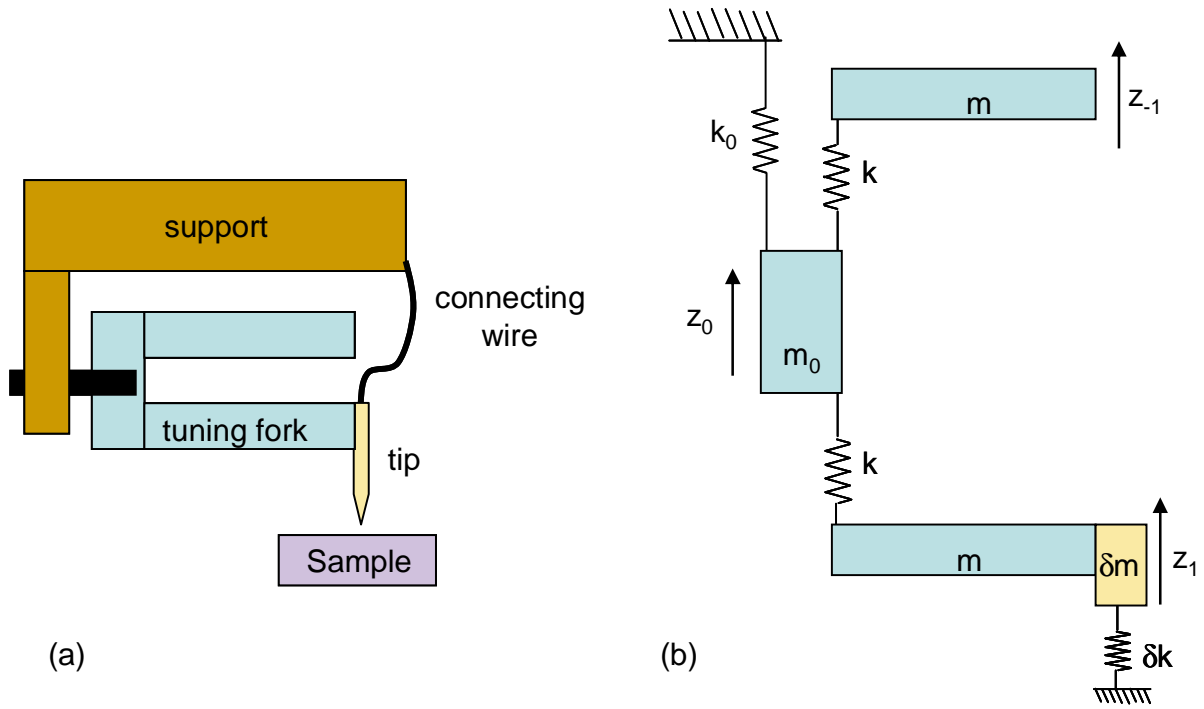 support
connecting
wire
tuning fork
tip
Sample
(a)
m
z₋₁
k₀
k
z₀
m₀
k
m
δm
z₁
δk
(b)